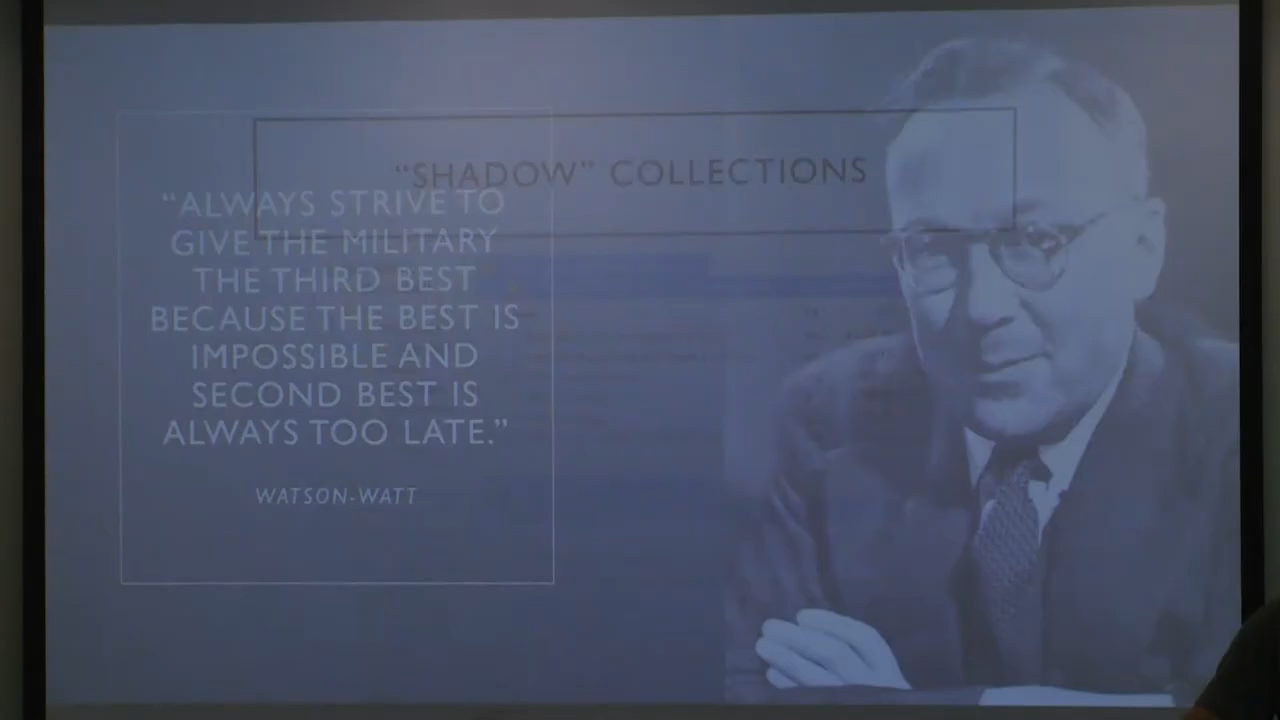 “SHADOW” COLLECTIONS
“ALWAYS STRIVE TO
GIVE THE MILITARY
THE THIRD BEST
BECAUSE THE BEST IS
IMPOSSIBLE AND
SECOND BEST IS
ALWAYS TOO LATE.”
WATSON-WATT